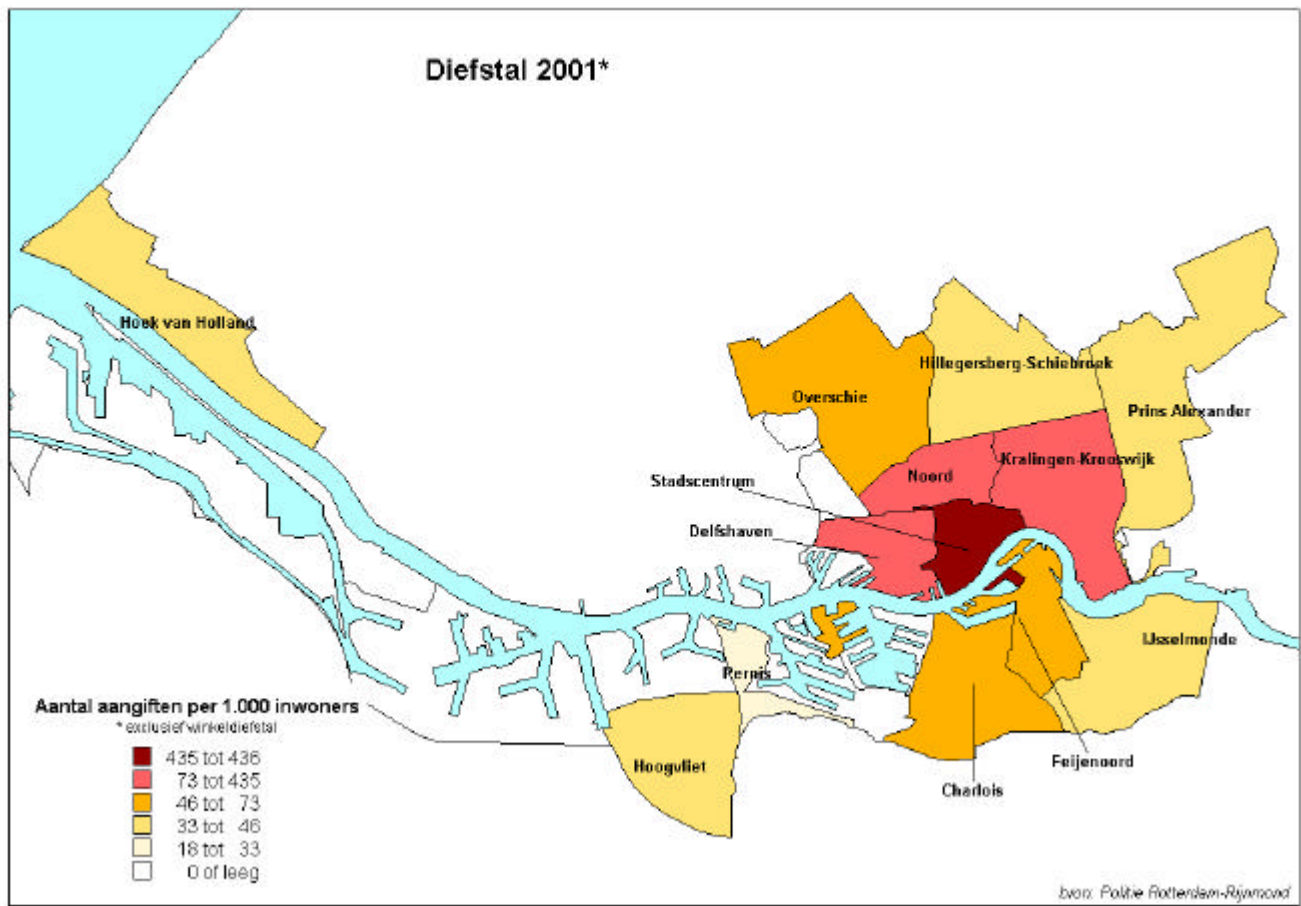 Diefstal 2001*
Hoek van Holland
Hillegersberg-Schiebroek
Overschie
Prins Alexander
Kralingen-Krooswijk
Noord
Stadscentrum
Delfshaven
IJsselmonde
Pernis
Aantal aangiften per 1.000 inwoners
* exclusief winkeldiefstal
435 tot 436
73 tot 435
46 tot 73
33 tot 46
18 tot 33
0 of leeg
Hoogvliet
Feijenoord
Charlois
bron: Politie Rotterdam-Rijnmond